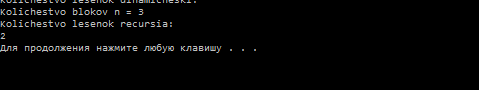 Kolichestvo lesenok dinamicheski:
Kolichestvo blokov n = 3
Kolichestvo lesenok recursia:
2
Для продолжения нажмите любую клавишу . . .